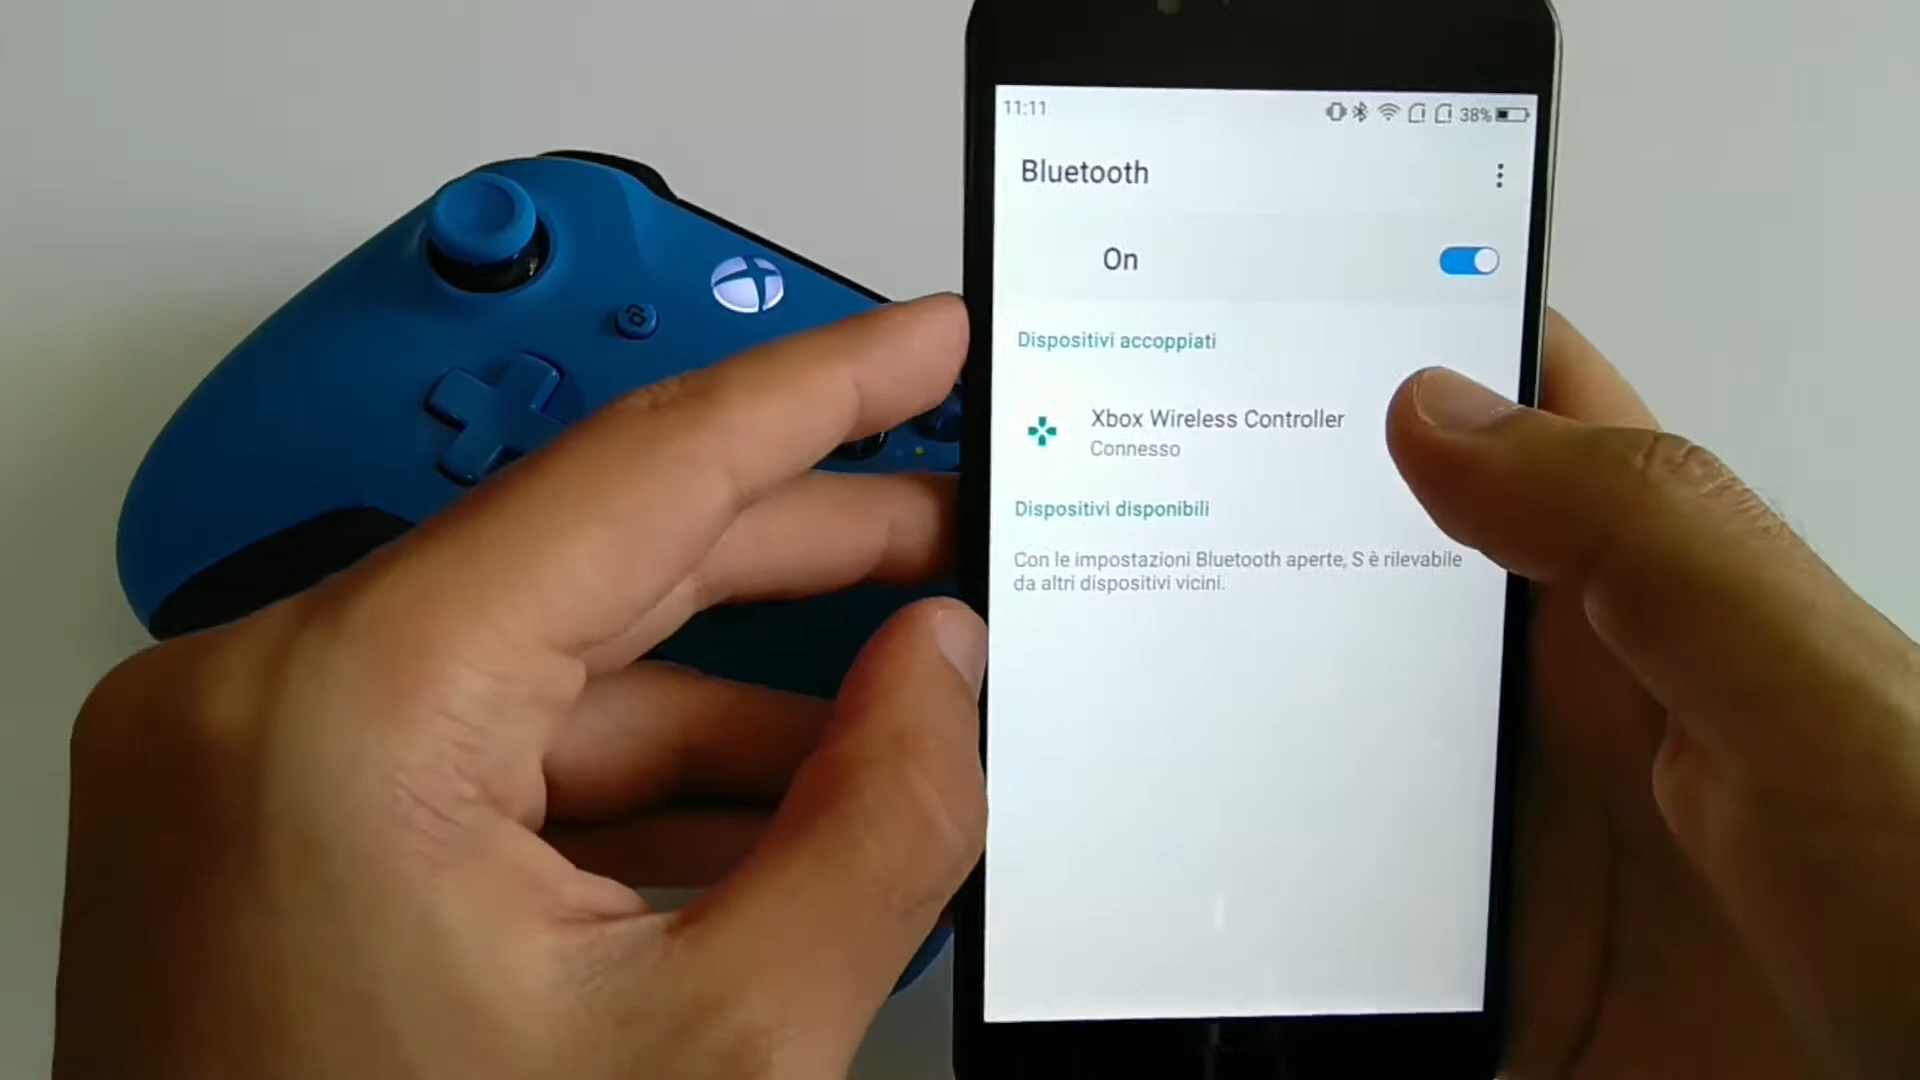 11:11
38%
Bluetooth
On
Dispositivi accoppiati
Xbox Wireless Controller
Connesso
Dispositivi disponibili
Con le impostazioni Bluetooth aperte, S è rilevabile
da altri dispositivi vicini.